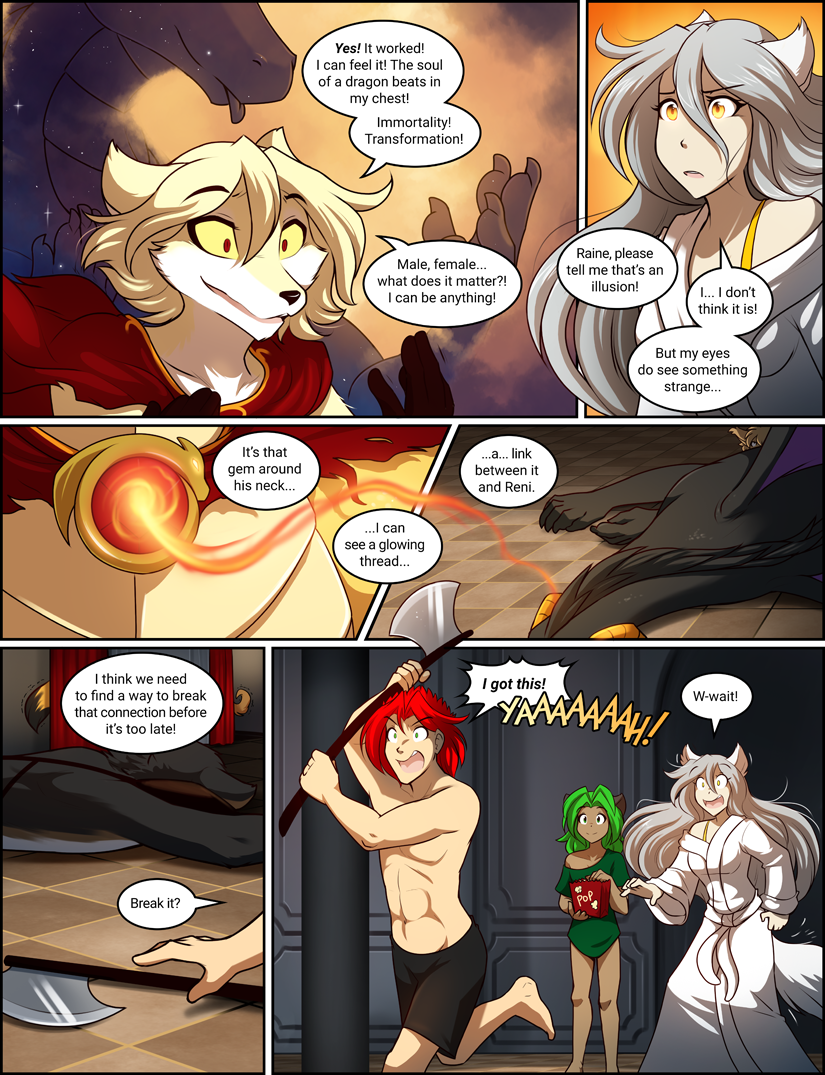 Yes! It worked!
I can feel it! The soul
of a dragon beats in
my chest!
Immortality!
Transformation!
Male, female...
what does it matter?!
I can be anything!
Raine, please
tell me that's an
illusion!
I... I don't
think it is!
But my eyes
do see something
strange...
It's that
gem around
his neck...
...I can
see a glowing
thread...
...a... link
between it
and Reni.
I think we need
to find a way to break
that connection before
it's too late!
Break it?
I got this!
YAAAAAAAH!
W-wait!
POP